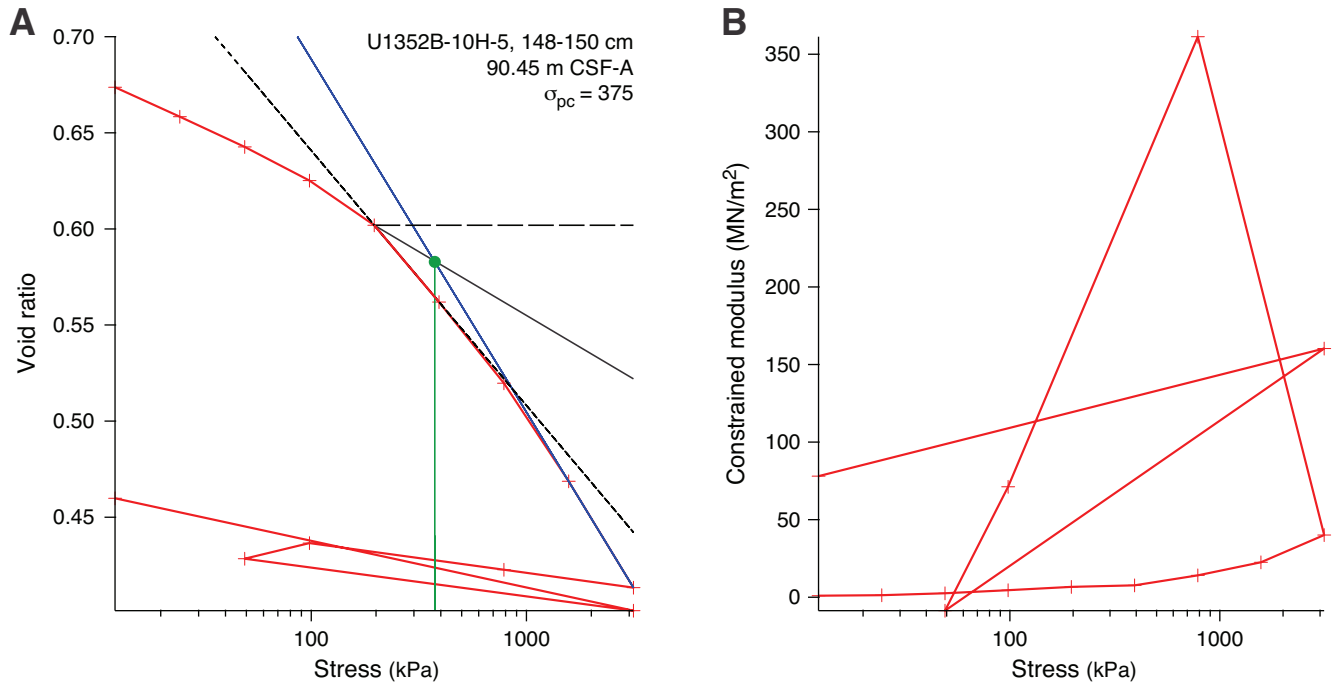 A
U1352B-10H-5, 148-150 cm
90.45 m CSF-A
σpc = 375
0.70
0.65
0.60
0.55
0.50
0.45
Void ratio
100
1000
Stress (kPa)
B
350
300
250
200
150
100
50
0
Constrained modulus (MN/m²)
100
1000
Stress (kPa)